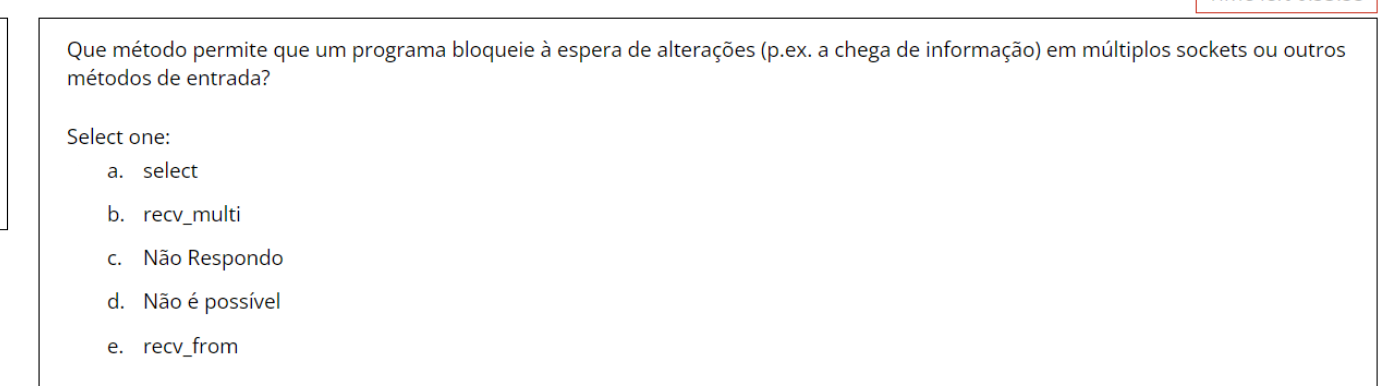 Que método permite que um programa bloqueie à espera de alterações (p.ex. a chega de informação) em múltiplos sockets ou outros
métodos de entrada?
Select one:
a. select
b. recv_multi
c. Não Respondo
d. Não é possível
e. recv_from